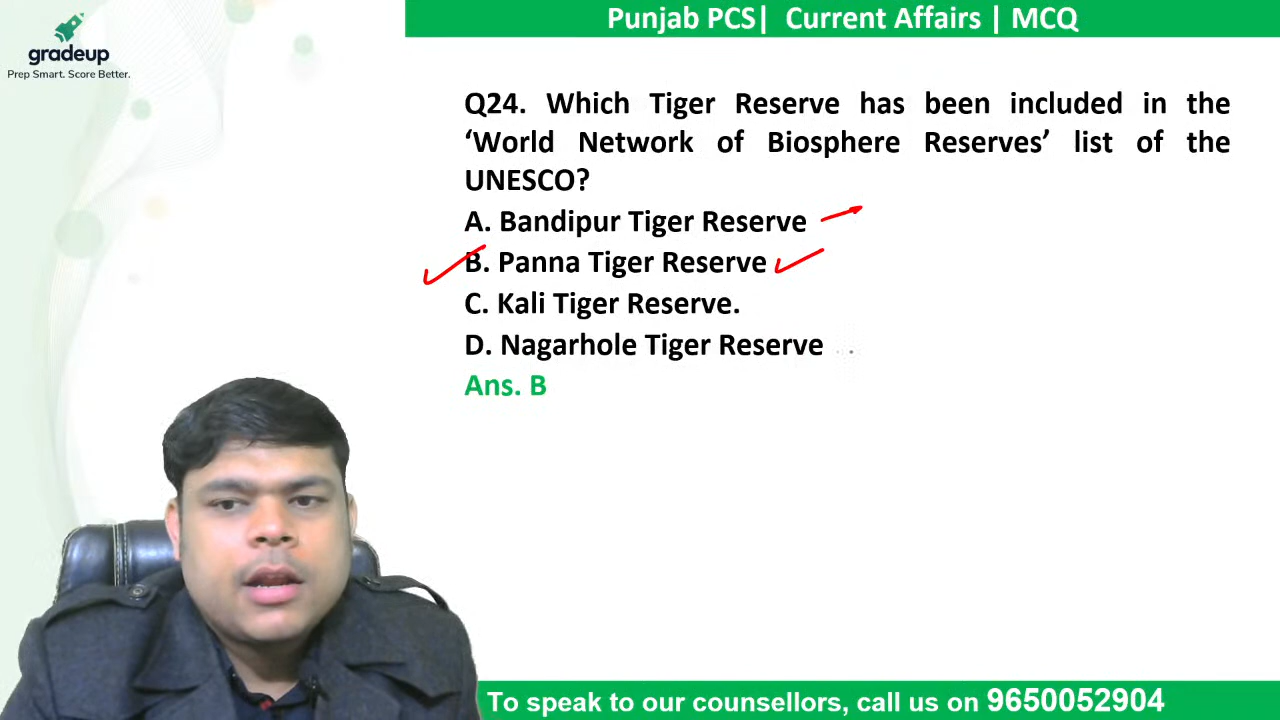 gradeup
Prep Smart. Score Better.
Punjab PCS| Current Affairs | MCQ
Q24. Which Tiger Reserve has been included in the
‘World Network of Biosphere Reserves’ list of the
UNESCO?
A. Bandipur Tiger Reserve
B. Panna Tiger Reserve
C. Kali Tiger Reserve.
D. Nagarhole Tiger Reserve
Ans. B
To speak to our counsellors, call us on 9650052904